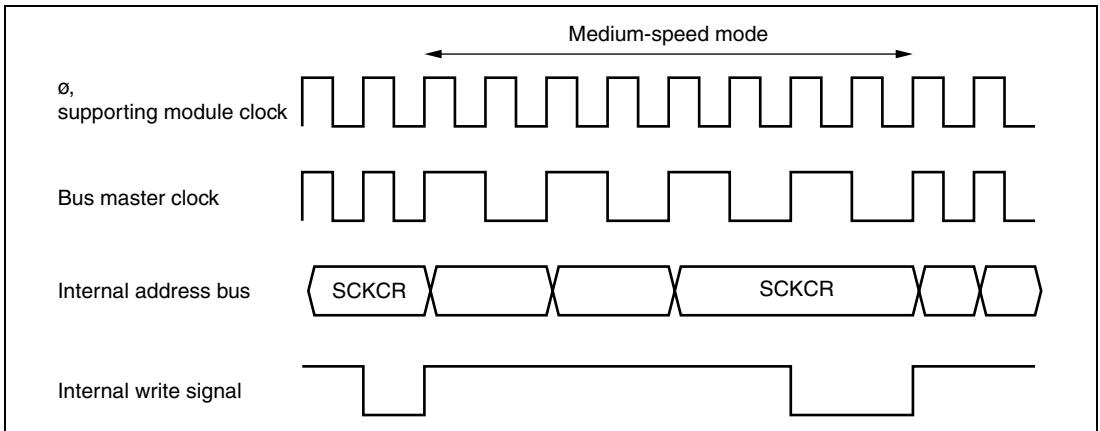 Medium-speed mode
ø,
supporting module clock
Bus master clock
Internal address bus
SCKCR
SCKCR
Internal write signal